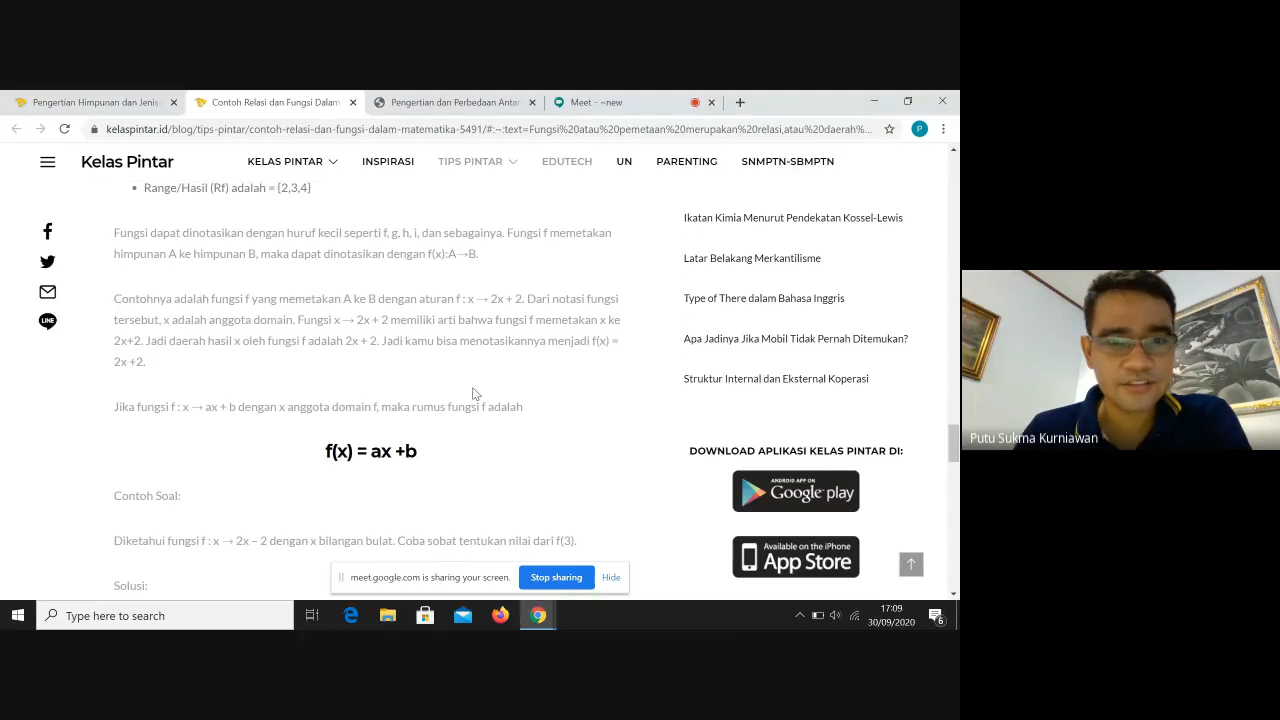 Pengertian Himpunan dan Jenis
Contoh Relasi dan Fungsi Dalam
Pengertian dan Perbedaan Antar
Meet - ~new
kelaspintar.id/blog/tips-pintar/contoh-relasi-dan-fungsi-dalam-matematika-5491/#:~:text=Fungsi%20atau%20pemetaan%20merupakan%20relasi,atau%20daerah%...
P
Kelas Pintar
KELAS PINTAR
INSPIRASI
TIPS PINTAR
EDUTECH
UN
PARENTING
SNMPTN-SBMPTN
• Range/Hasil (Rf) adalah = {2,3,4}
Fungsi dapat dinotasikan dengan huruf kecil seperti f, g, h, i, dan sebagainya. Fungsi f memetakan
himpunan A ke himpunan B, maka dapat dinotasikan dengan f(x):A→B.
Contohnya adalah fungsi f yang memetakan A ke B dengan aturan f : x → 2x + 2. Dari notasi fungsi
tersebut, x adalah anggota domain. Fungsi x → 2x + 2 memiliki arti bahwa fungsi f memetakan x ke
2x+2. Jadi daerah hasil x oleh fungsi f adalah 2x + 2. Jadi kamu bisa menotasikannya menjadi f(x) =
2x +2.
Jika fungsi f : x → ax + b dengan x anggota domain f, maka rumus fungsi f adalah
f(x) = ax +b
Contoh Soal:
Diketahui fungsi f : x → 2x – 2 dengan x bilangan bulat. Coba sobat tentukan nilai dari f(3).
Solusi:
Ikatan Kimia Menurut Pendekatan Kossel-Lewis
Latar Belakang Merkantilisme
Type of There dalam Bahasa Inggris
Apa Jadinya Jika Mobil Tidak Pernah Ditemukan?
Struktur Internal dan Eksternal Koperasi
DOWNLOAD APLIKASI KELAS PINTAR DI:
ANDROID APP ON
Google play
Available on the iPhone
App Store
LINE
meet.google.com is sharing your screen.
Stop sharing
Hide
Type here to search
17:09
30/09/2020
6
Putu Sukma Kurniawan